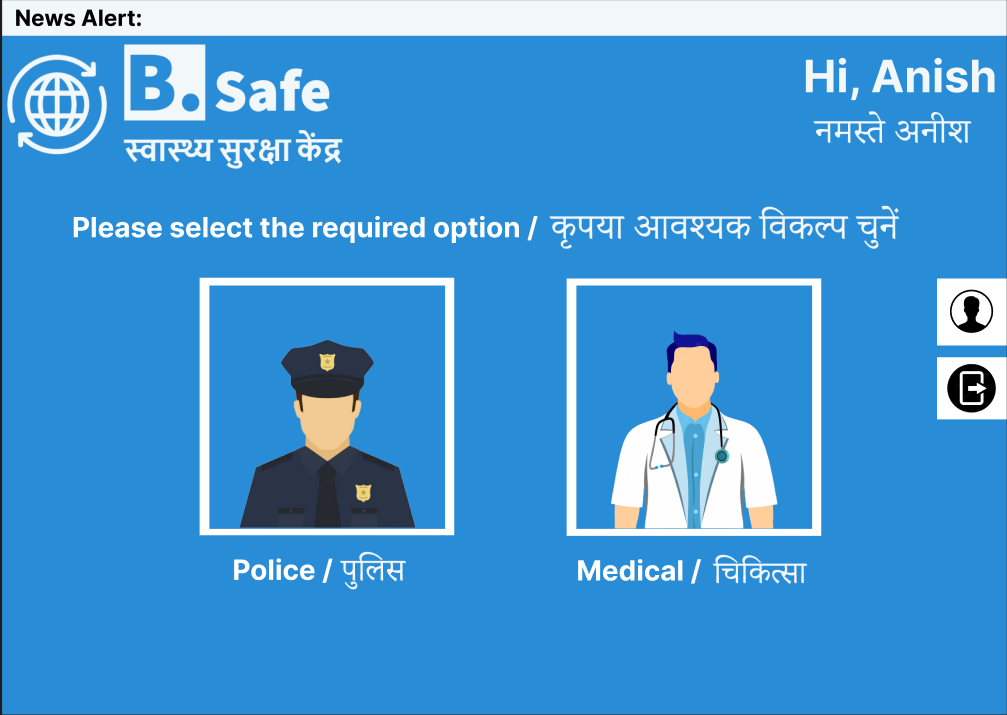 News Alert:
B. Safe
स्वास्थ्य सुरक्षा केंद्र
Hi, Anish
नमस्ते अनीश
Please select the required option / कृपया आवश्यक विकल्प चुनें
Police / पुलिस
Medical / चिकित्सा